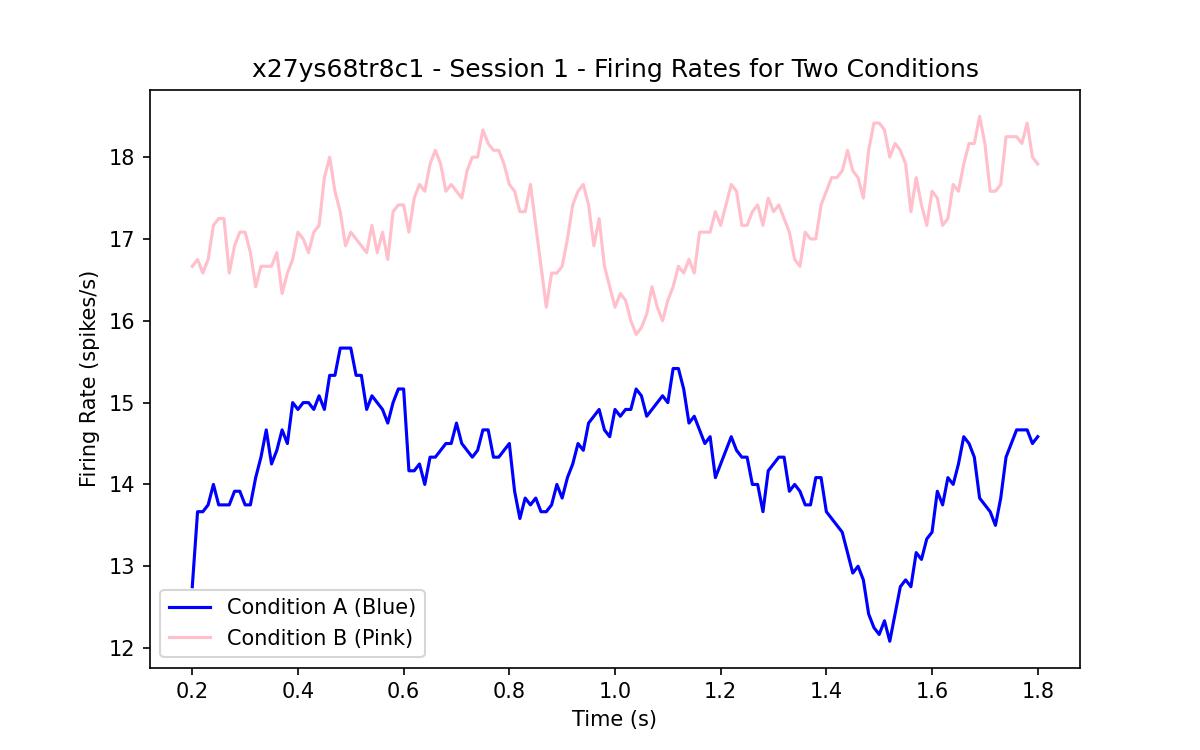 x27ys68tr8c1 - Session 1 - Firing Rates for Two Conditions
Firing Rate (spikes/s)
18
17
16
15
14
13
12
Condition A (Blue)
Condition B (Pink)
0.2 0.4 0.6 0.8 1.0 1.2 1.4 1.6 1.8
Time (s)